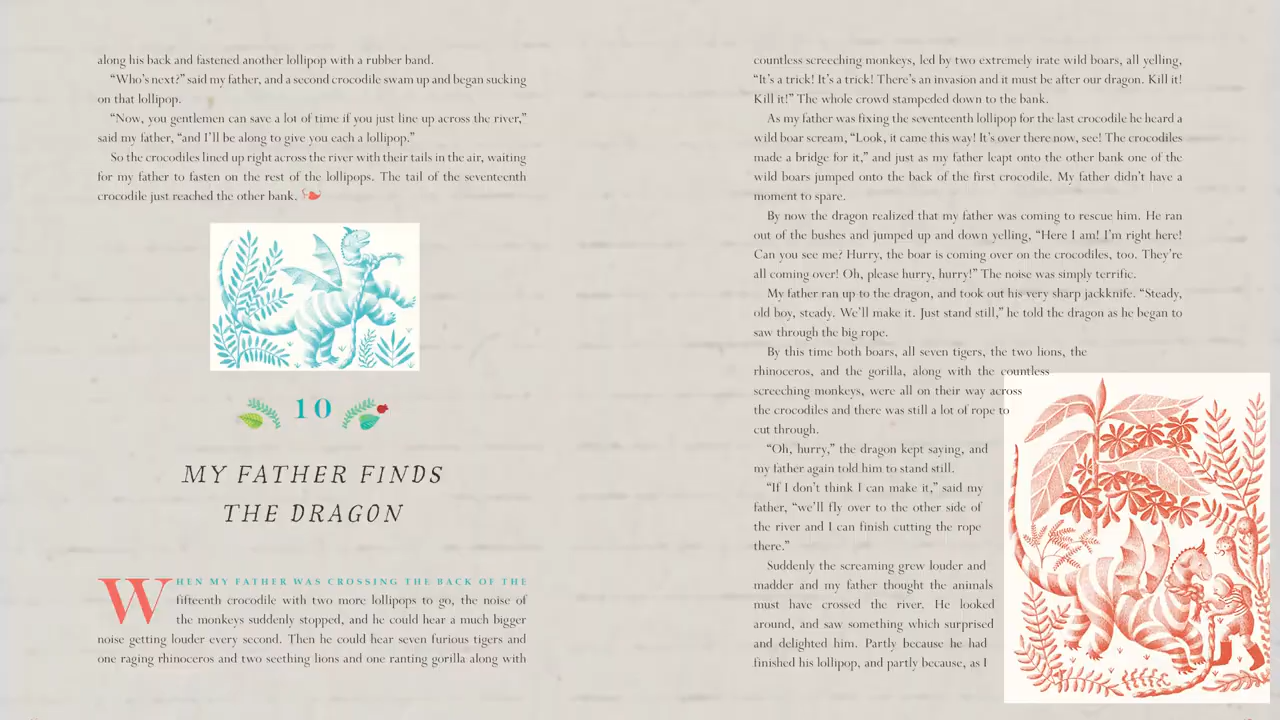 along his back and fastened another lollipop with a rubber band.
“Who’s next?” said my father, and a second crocodile swam up and began sucking
on that lollipop.
“Now, you gentlemen can save a lot of time if you just line up across the river,”
said my father, “and I’ll be along to give you each a lollipop.”
So the crocodiles lined up right across the river with their tails in the air, waiting
for my father to fasten on the rest of the lollipops. The tail of the seventeenth
crocodile just reached the other bank.
10
MY FATHER FINDS
THE DRAGON
WHEN MY FATHER WAS CROSSING THE BACK OF THE
fifteenth crocodile with two more lollipops to go, the noise of
the monkeys suddenly stopped, and he could hear a much bigger
noise getting louder every second. Then he could hear seven furious tigers and
one raging rhinoceros and two seething lions and one ranting gorilla along with
countless screeching monkeys, led by two extremely irate wild boars, all yelling,
“It’s a trick! It’s a trick! There’s an invasion and it must be after our dragon. Kill it!
Kill it!” The whole crowd stampeded down to the bank.
As my father was fixing the seventeenth lollipop for the last crocodile he heard a
wild boar scream, “Look, it came this way! It’s over there now, see! The crocodiles
made a bridge for it,” and just as my father leapt onto the other bank one of the
wild boars jumped onto the back of the first crocodile. My father didn’t have a
moment to spare.
By now the dragon realized that my father was coming to rescue him. He ran
out of the bushes and jumped up and down yelling, “Here I am! I’m right here!
Can you see me? Hurry, the boar is coming over on the crocodiles, too. They’re
all coming over! Oh, please hurry, hurry!” The noise was simply terrific.
My father ran up to the dragon, and took out his very sharp jackknife. “Steady,
old boy, steady. We’ll make it. Just stand still,” he told the dragon as he began to
saw through the big rope.
By this time both boars, all seven tigers, the two lions, the
rhinoceros, and the gorilla, along with the countless
screeching monkeys, were all on their way across
the crocodiles and there was still a lot of rope to
cut through.
“Oh, hurry,” the dragon kept saying, and
my father again told him to stand still.
“If I don’t think I can make it,” said my
father, “we’ll fly over to the other side of
the river and I can finish cutting the rope
there.”
Suddenly the screaming grew louder and
madder and my father thought the animals
must have crossed the river. He looked
around, and saw something which surprised
and delighted him. Partly because he had
finished his lollipop, and partly because, as I